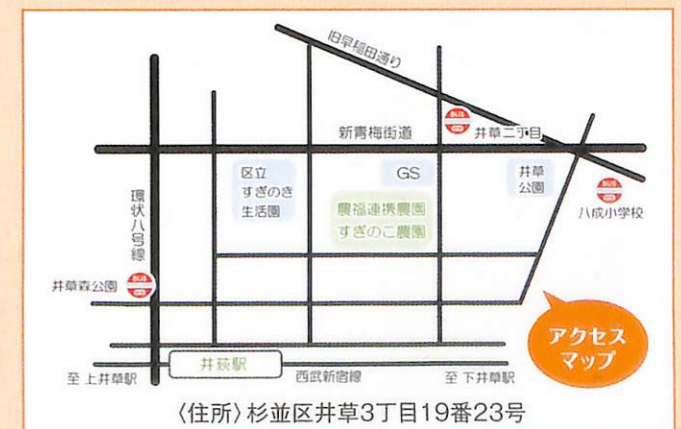 旧早稲田通り
BUS
井草二丁目
新青梅街道
区立
すぎのき
生活園
GS
井草
公園
BUS
八成小学校
農福連携農園
すぎのこ農園
環状八号線
井草森公園
BUS
アクセス
マップ
井荻駅
至 上井草駅
西武新宿線
至 下井草駅
〈住所〉杉並区井草3丁目19番23号